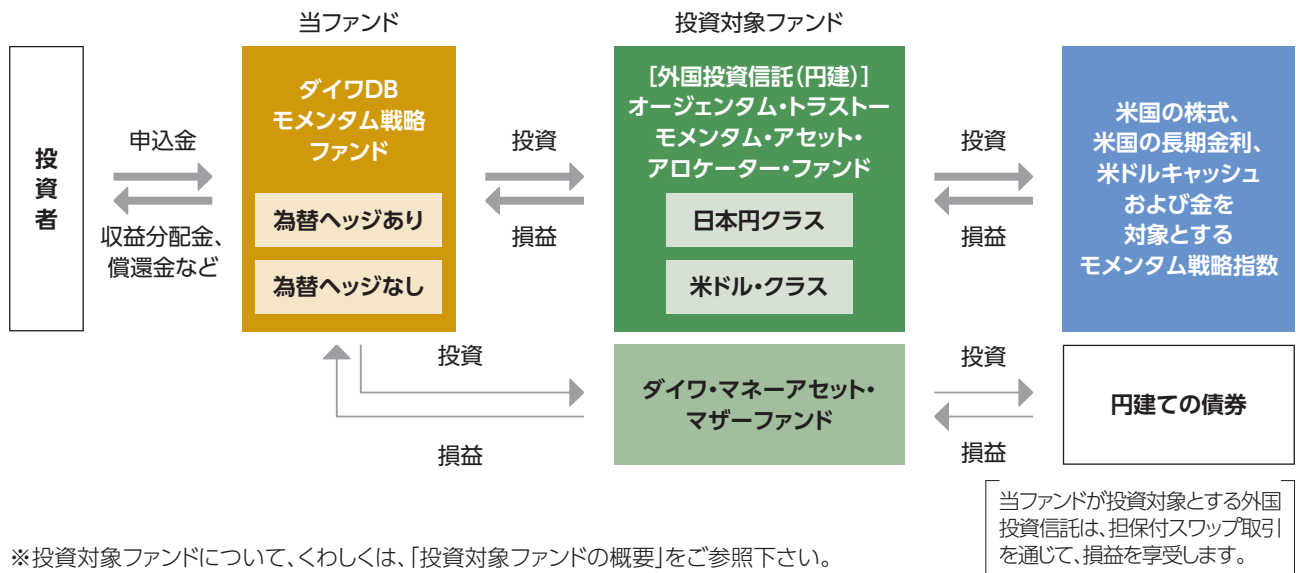 当ファンド
投資対象ファンド
投資者
申込金
収益分配金、
償還金など
ダイワDB
モメンタム戦略
ファンド
為替ヘッジあり
為替ヘッジなし
投資
損益
[外国投資信託(円建)]
オージェンタム・トラストー
モメンタム・アセット・
アロケーター・ファンド
日本円クラス
米ドル・クラス
投資
損益
米国の株式、
米国の長期金利、
米ドルキャッシュ
および金を
対象とする
モメンタム戦略指数
投資
損益
ダイワ・マネーアセット・
マザーファンド
投資
損益
円建ての債券
当ファンドが投資対象とする外国
投資信託は、担保付スワップ取引
を通じて、損益を享受します。
※投資対象ファンドについて、くわしくは、「投資対象ファンドの概要」をご参照下さい。